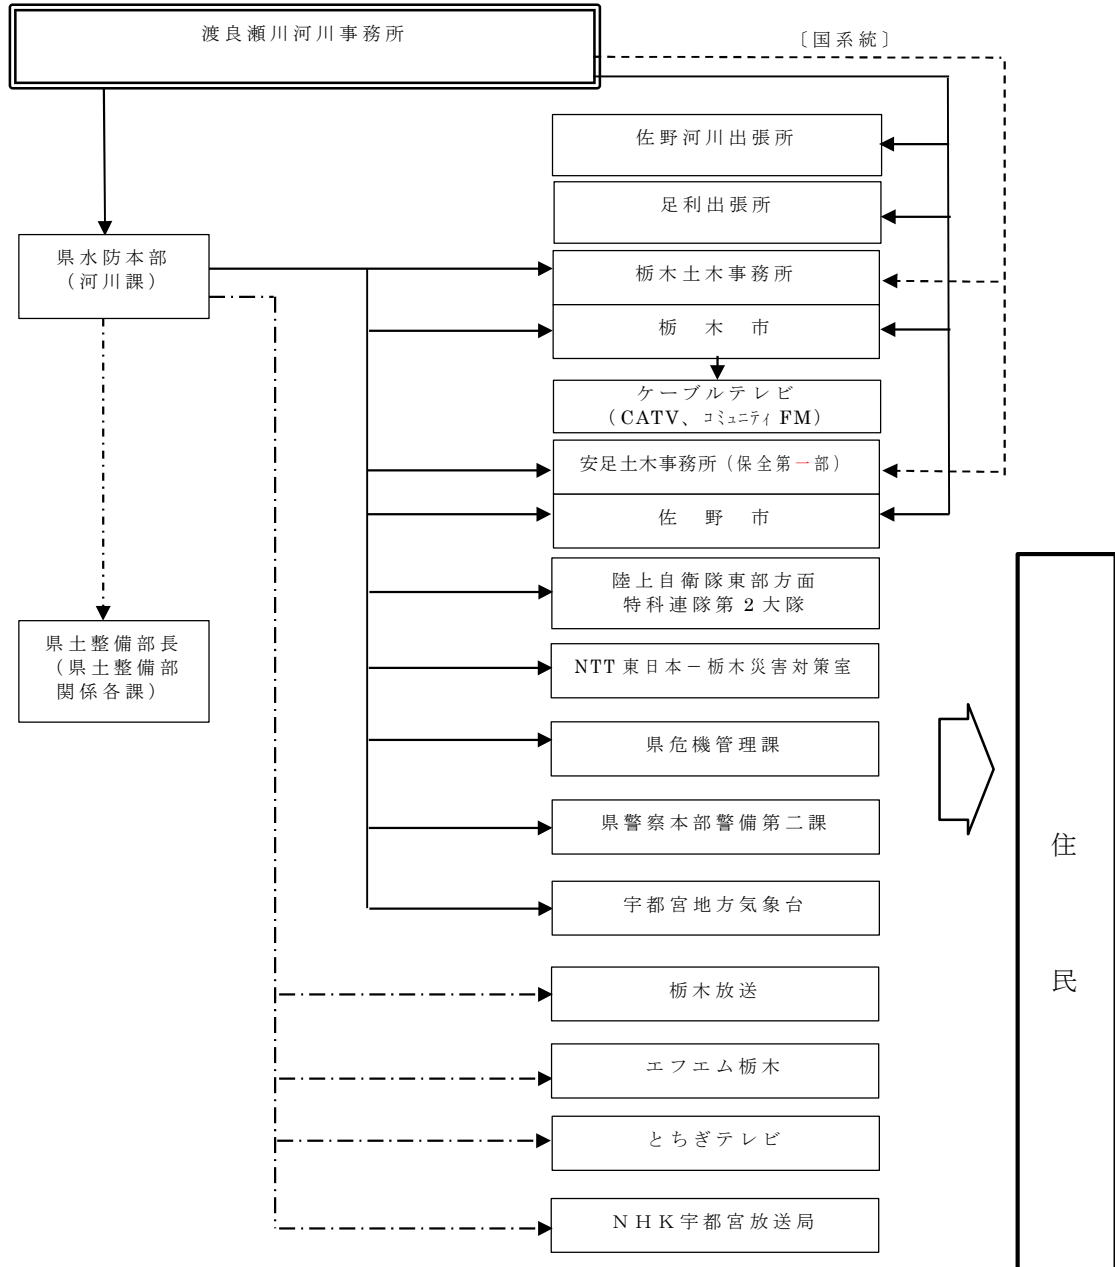 渡良瀬川河川事務所
〔国系統〕
佐野河川出張所
足利出張所
県水防本部
（河川課）
栃木土木事務所
栃　木　市
ケーブルテレビ
（CATV、コミュニティ FM）
安足土木事務所（保全第一部）
佐　野　市
陸上自衛隊東部方面
特科連隊第 2 大隊
県土整備部長
（県土整備部
関係各課）
NTT 東日本－栃木災害対策室
県危機管理課
県警察本部警備第二課
宇都宮地方気象台
栃木放送
エフエム栃木
とちぎテレビ
ＮＨＫ宇都宮放送局
住
民